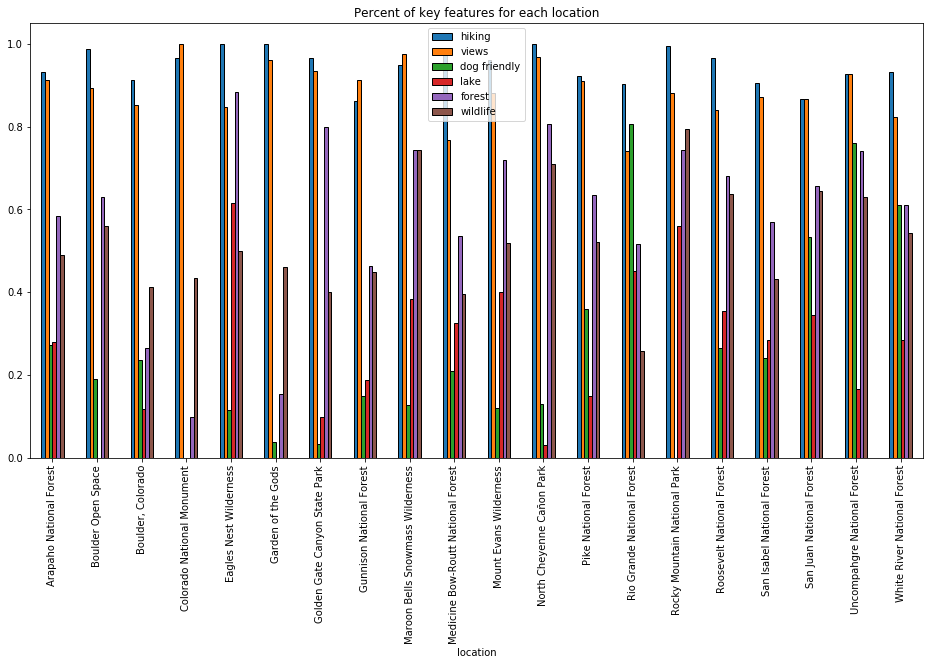 Percent of key features for each location
hiking
views
dog friendly
lake
forest
wildlife
1.0
0.8
0.6
0.4
0.2
0.0
Arapaho National Forest
Boulder Open Space
Boulder, Colorado
Colorado National Monument
Eagles Nest Wilderness
Garden of the Gods
Golden Gate Canyon State Park
Gunnison National Forest
Maroon Bells Snowmass Wilderness
Medicine Bow-Routt National Forest
Mount Evans Wilderness
North Cheyenne Cañon Park
Pike National Forest
Rio Grande National Forest
Rocky Mountain National Park
Roosevelt National Forest
San Isabel National Forest
San Juan National Forest
Uncompahgre National Forest
White River National Forest
location